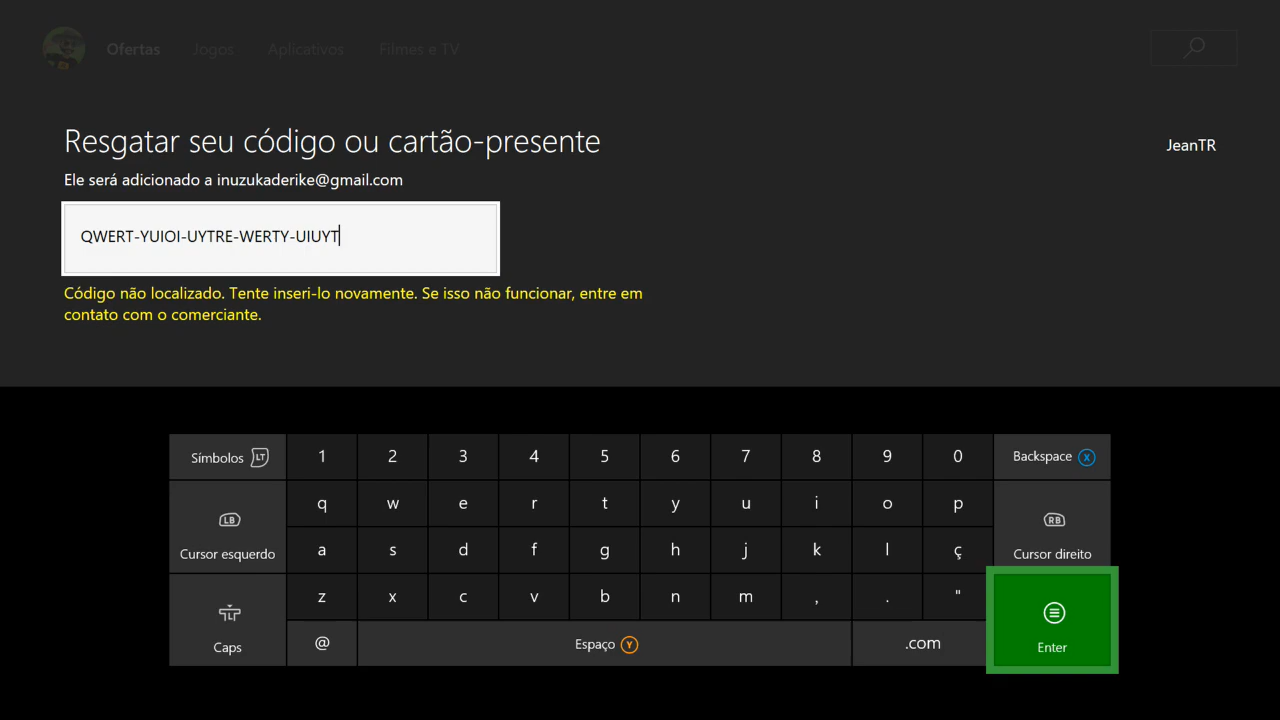 Ofertas Jogos Aplicativos Filmes e TV
Resgatar seu código ou cartão-presente
JeanTR
Ele será adicionado a inuzukaderike@gmail.com
QWERT-YUIOI-UYTRE-WERTY-UIUYT
Código não localizado. Tente inseri-lo novamente. Se isso não funcionar, entre em
contato com o comerciante.
Símbolos LT 1 2 3 4 5 6 7 8 9 0 Backspace X
LB q w e r t y u i o p RB
Cursor esquerdo a s d f g h j k l ç Cursor direito
z x c v b n m , . "
Caps @ Espaço Y .com Enter